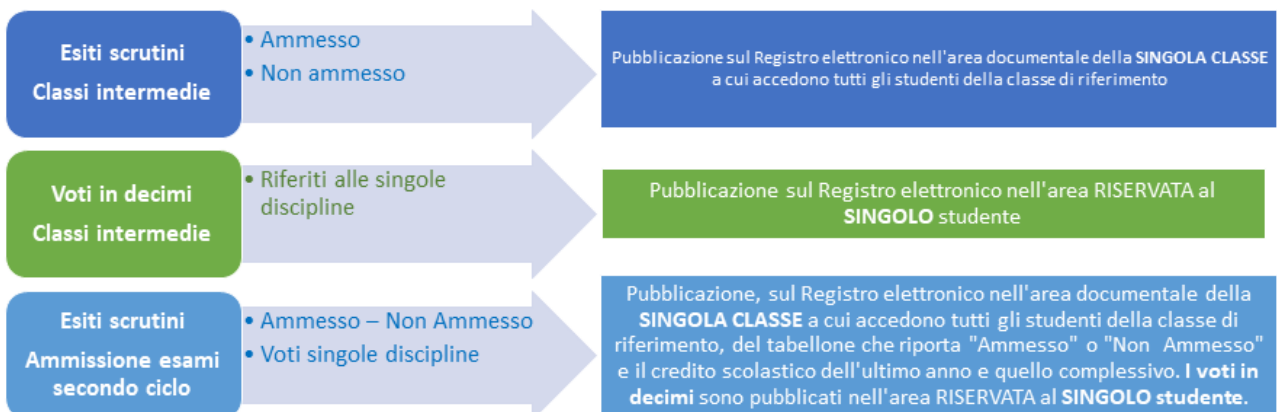 Esiti scrutini
Classi intermedie
• Ammesso
• Non ammesso
Pubblicazione sul Registro elettronico nell'area documentale della SINGOLA CLASSE
a cui accedono tutti gli studenti della classe di riferimento
Voti in decimi
Classi intermedie
• Riferiti alle singole
discipline
Pubblicazione sul Registro elettronico nell'area RISERVATA al
SINGOLO studente
Esiti scrutini
Ammissione esami
secondo ciclo
• Ammesso – Non Ammesso
• Voti singole discipline
Pubblicazione, sul Registro elettronico nell'area documentale della
SINGOLA CLASSE a cui accedono tutti gli studenti della classe di
riferimento, del tabellone che riporta "Ammesso" o "Non Ammesso"
e il credito scolastico dell'ultimo anno e quello complessivo. I voti in
decimi sono pubblicati nell'area RISERVATA al SINGOLO studente.